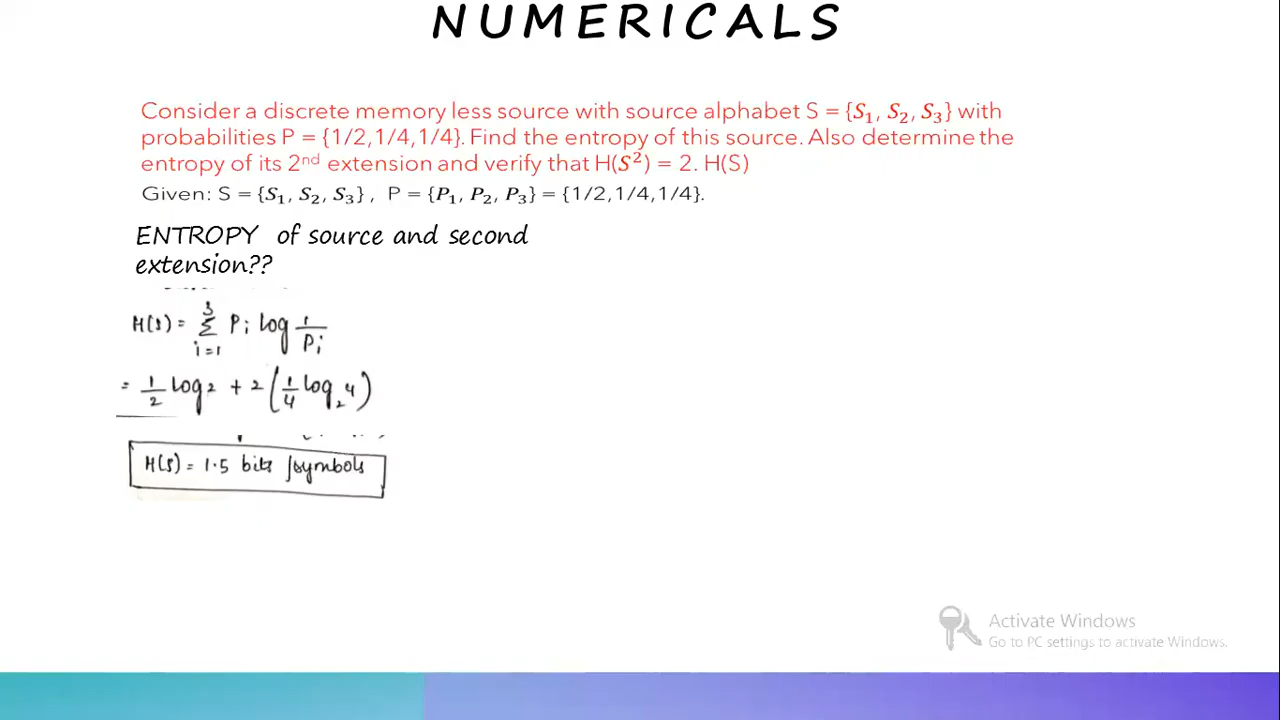 NUMERICALS
Consider a discrete memory less source with source alphabet S = {S₁, S₂, S₃} with
probabilities P = {1/2,1/4,1/4}. Find the entropy of this source. Also determine the
entropy of its 2ⁿᵈ extension and verify that H(S²) = 2. H(S)
Given: S = {S₁, S₂, S₃} , P = {P₁, P₂, P₃} = {1/2,1/4,1/4}.
ENTROPY of source and second
extension??
H(S) = 3 Σ i=1 Pi log 1/Pi
= 1/2 log 2 + 2 (1/4 log₂ 4)
H(S) = 1.5 bits /symbols
Activate Windows
Go to PC settings to activate Windows.